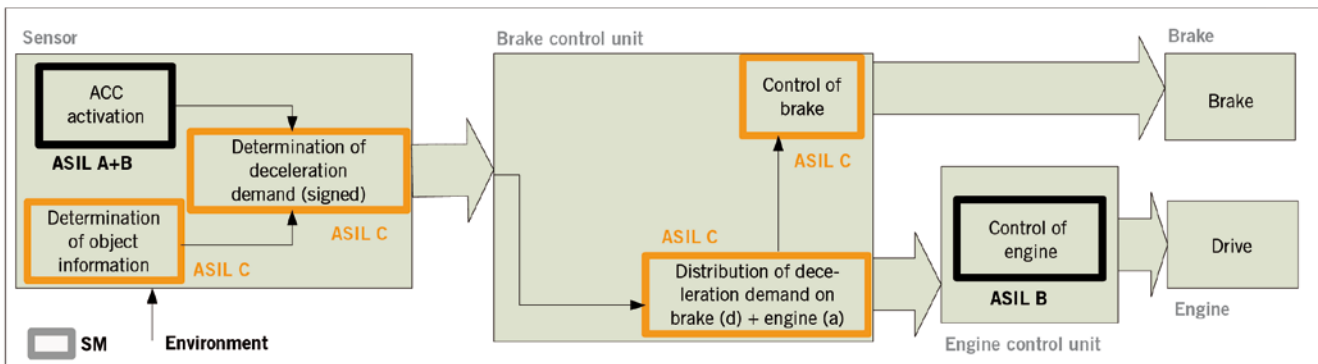 Sensor
ACC
activation
ASIL A+B
Determination
of object
information
ASIL C
Determination of
deceleration
demand (signed)
ASIL C
SM
Environment
Brake control unit
Control of
brake
ASIL C
ASIL C
Distribution of dece-
leration demand on
brake (d) + engine (a)
Brake
Brake
Control of
engine
ASIL B
Engine control unit
Drive
Engine